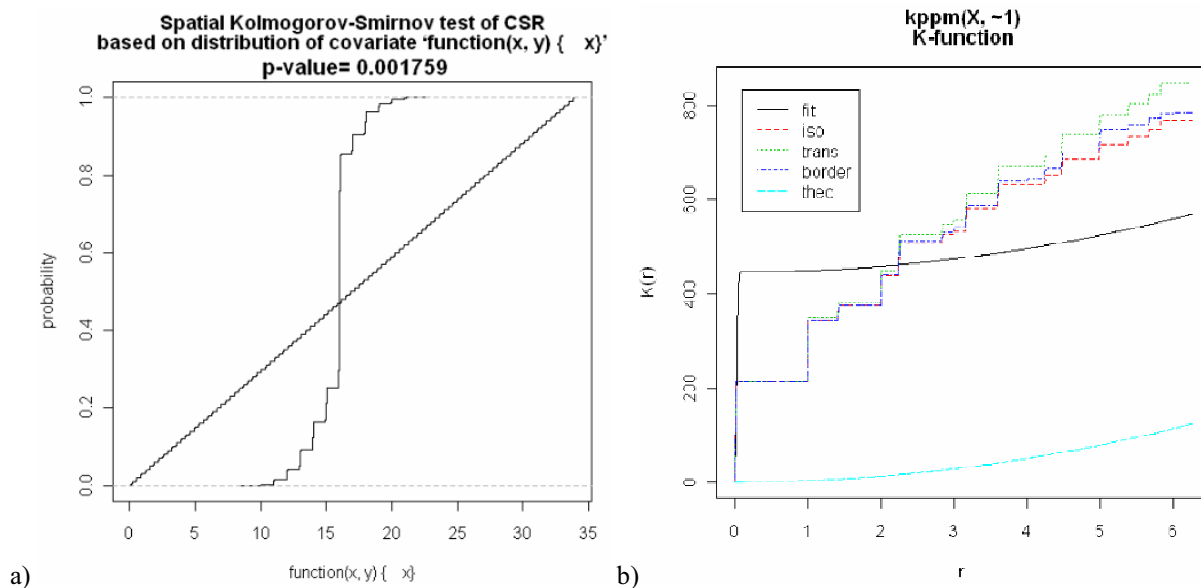 Spatial Kolmogorov-Smirnov test of CSR
based on distribution of covariate ‘function(x, y) { x}’
p-value= 0.001759
probability
0.0
0.2
0.4
0.6
0.8
1.0
0 5 10 15 20 25 30 35
function(x, y) { x}
a)
kppm(X, ~1)
K-function
fit
iso
trans
border
theo
K(r)
0
200
400
600
800
0 1 2 3 4 5 6
r
b)